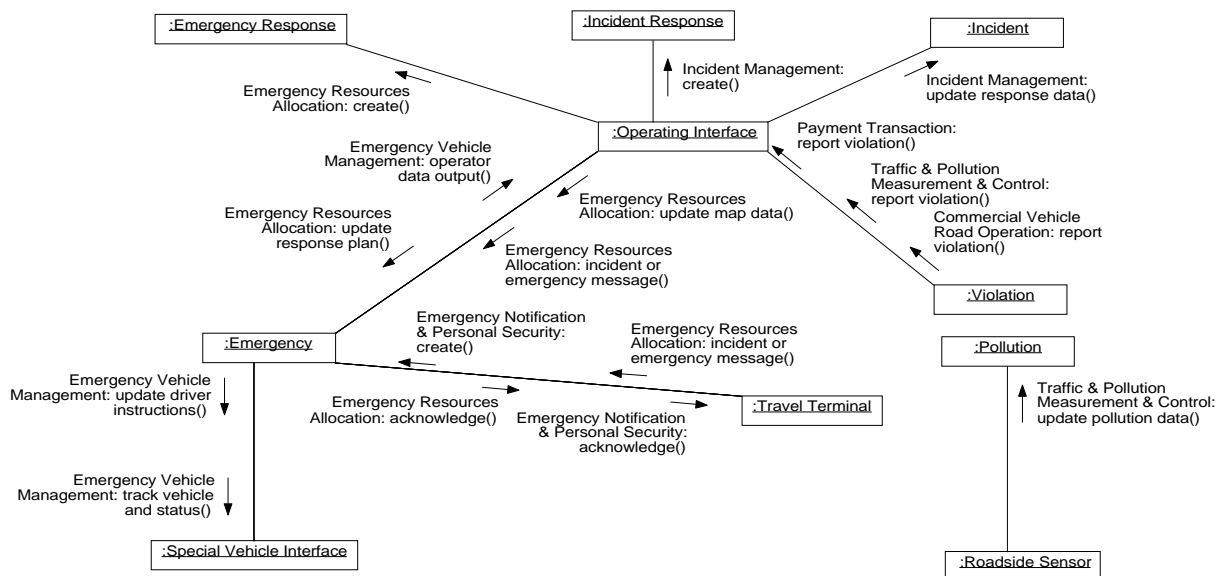 :Emergency Response
:Incident Response
:Incident
Emergency Resources
Allocation: create()
Incident Management:
create()
Incident Management:
update response data()
:Operating Interface
Payment Transaction:
report violation()
Emergency Vehicle
Management: operator
data output()
Traffic & Pollution
Measurement & Control:
report violation()
Emergency Resources
Allocation: update
response plan()
Emergency Resources
Allocation: update map data()
Commercial Vehicle
Road Operation: report
violation()
Emergency Resources
Allocation: incident or
emergency message()
:Violation
Emergency Notification
& Personal Security:
create()
Emergency Resources
Allocation: incident or
emergency message()
:Emergency
:Pollution
Emergency Vehicle
Management: update driver
instructions()
Emergency Resources
Allocation: acknowledge()
Emergency Notification
& Personal Security:
acknowledge()
:Travel Terminal
Traffic & Pollution
Measurement & Control:
update pollution data()
Emergency Vehicle
Management: track vehicle
and status()
:Special Vehicle Interface
:Roadside Sensor